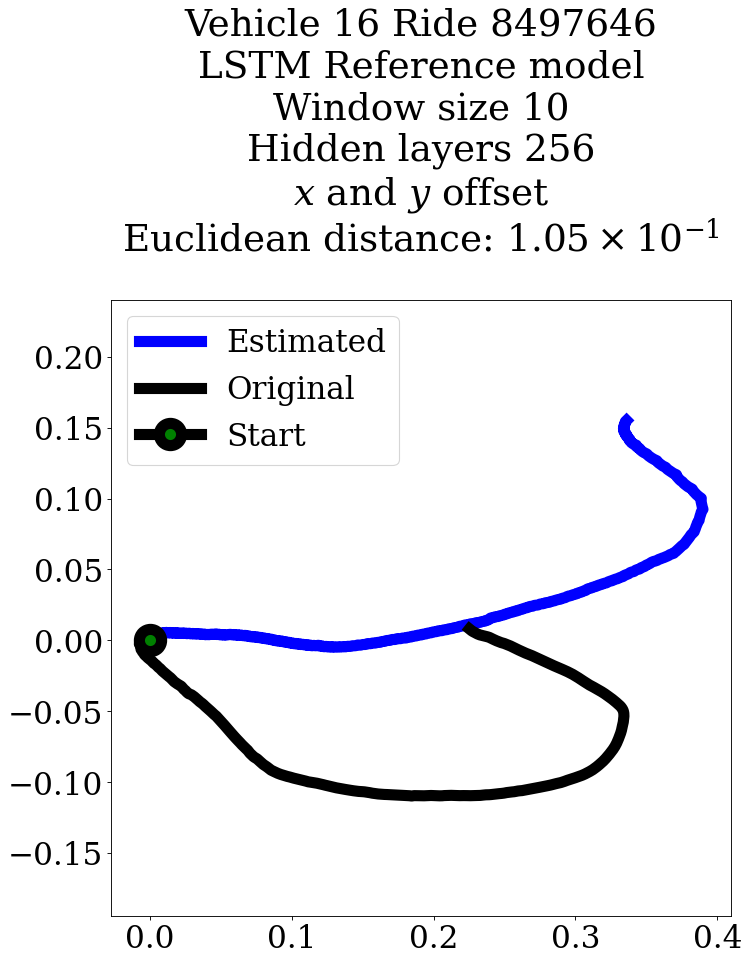 Vehicle 16 Ride 8497646
LSTM Reference model
Window size 10
Hidden layers 256
x and y offset
Euclidean distance: 1.05 × 10⁻¹
Estimated
Original
Start
0.20
0.15
0.10
0.05
0.00
−0.05
−0.10
−0.15
0.0 0.1 0.2 0.3 0.4